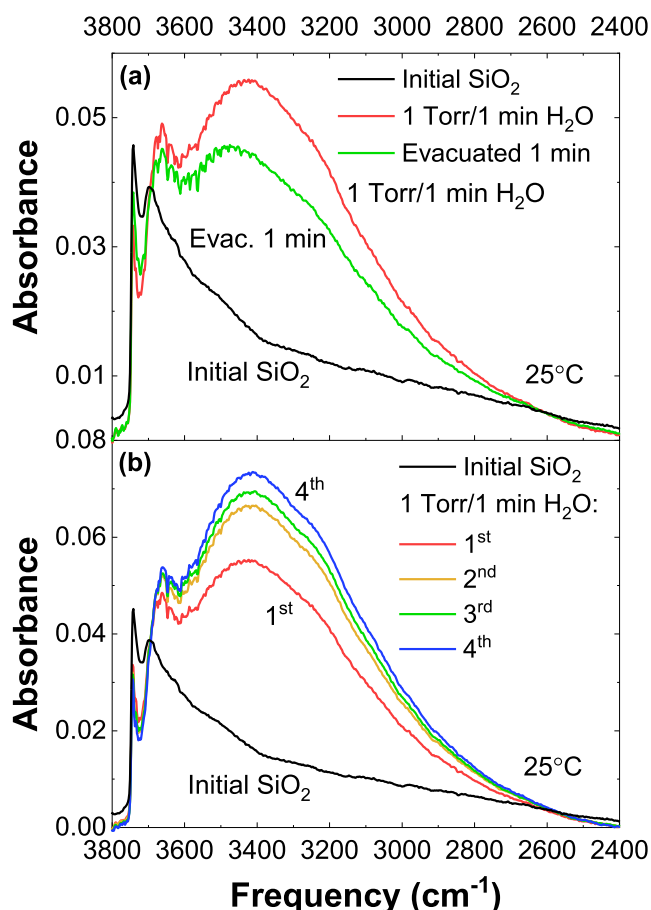 3800 3600 3400 3200 3000 2800 2600 2400
(a)
Initial SiO₂
1 Torr/1 min H₂O
Evacuated 1 min
1 Torr/1 min H₂O
Evac. 1 min
Initial SiO₂
25°C
0.05
0.03
0.01
Absorbance
0.08
(b)
Initial SiO₂
1 Torr/1 min H₂O:
1ˢᵗ
2ⁿᵈ
3ʳᵈ
4ᵗʰ
4ᵗʰ
1ˢᵗ
Initial SiO₂
25°C
0.06
0.04
0.02
0.00
Absorbance
3800 3600 3400 3200 3000 2800 2600 2400
Frequency (cm⁻¹)